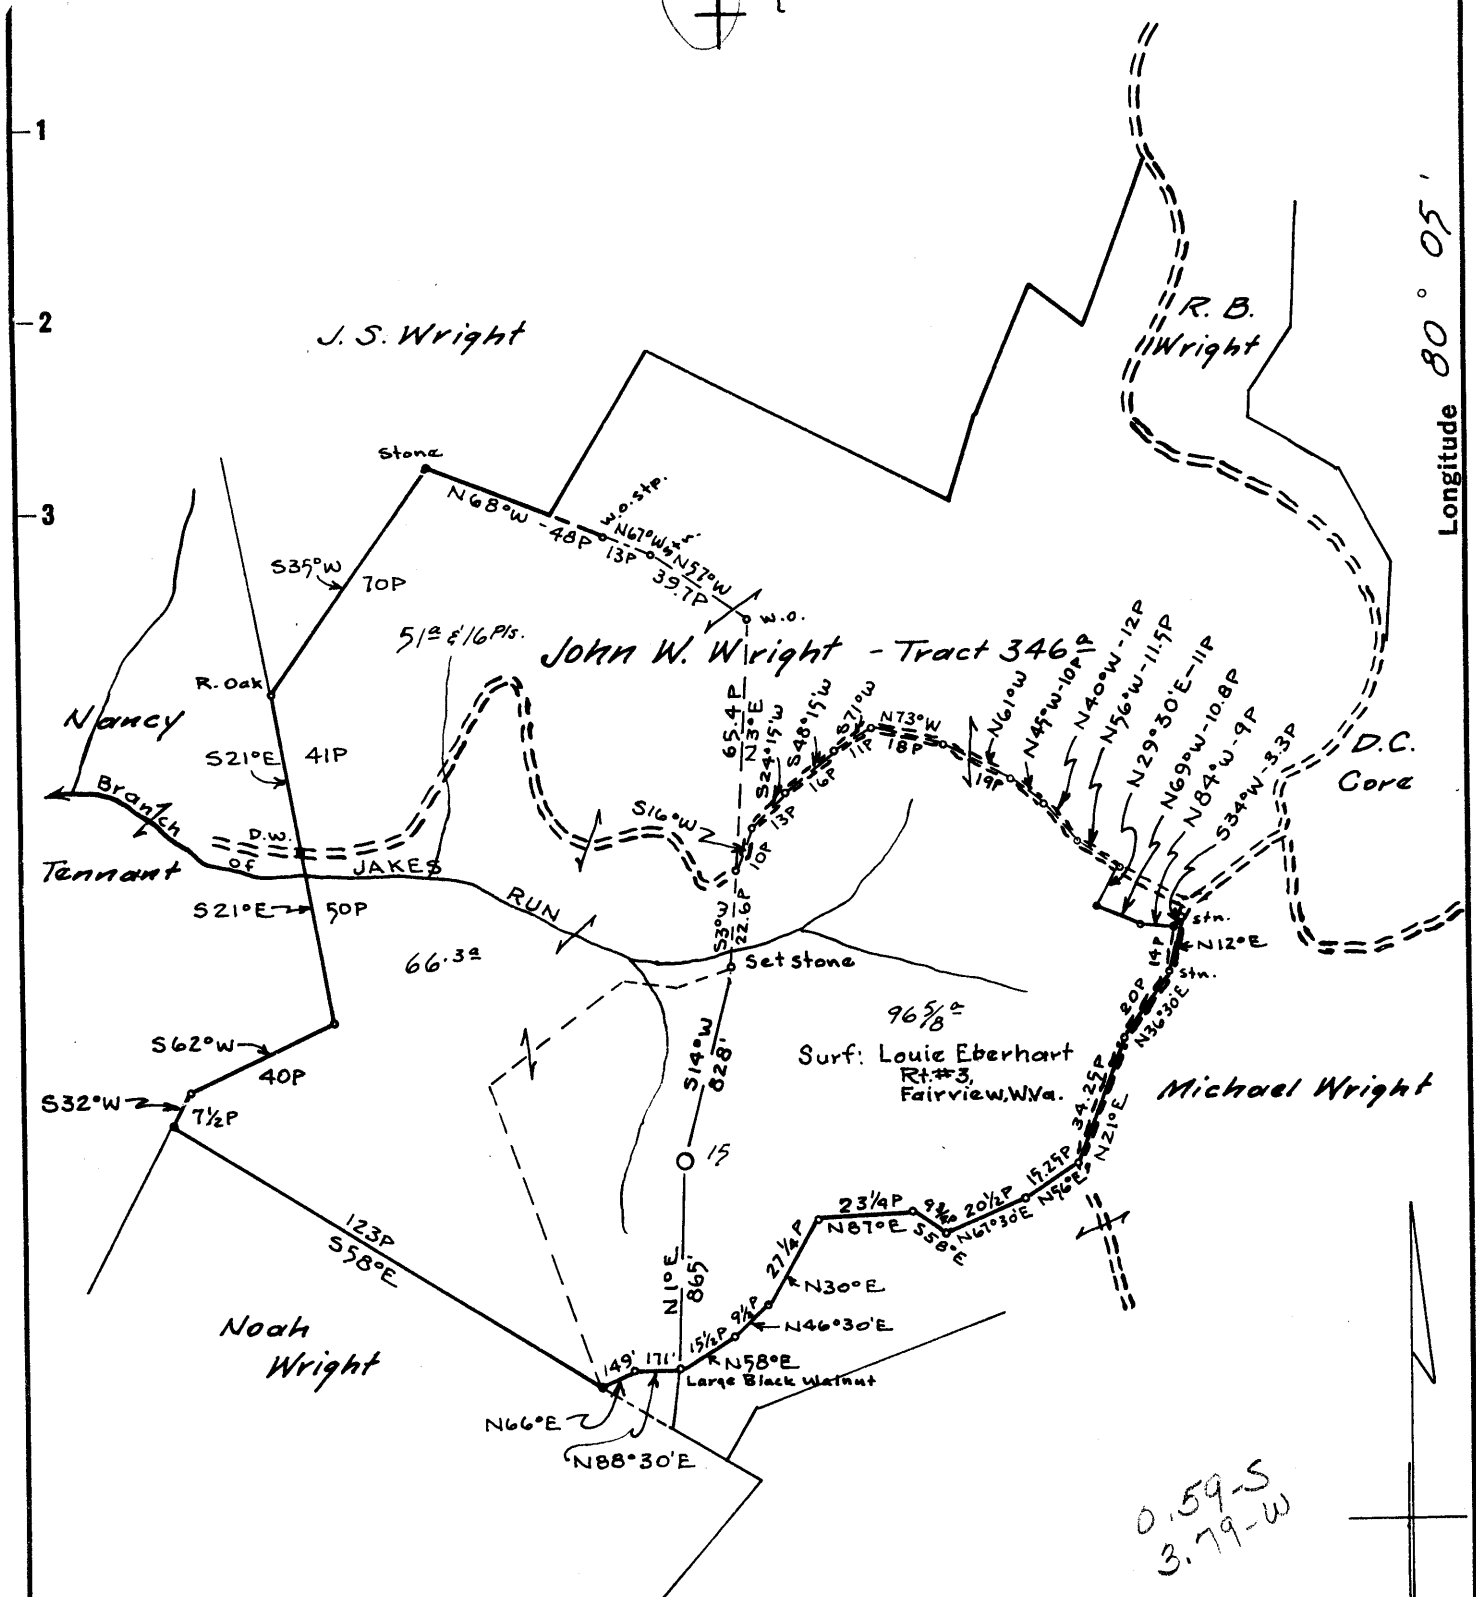 1
2
3
Longitude 80° 05'
J. S. Wright
R. B.
Wright
Stone
N68°W - 48P
W.O. Stp.
N67°W
13P
N57°W
39.7P
W.O.
S35°W
70P
51ª & 16 P/s.
John W. Wright - Tract 346ª
R. Oak
Nancy
Tennant
S21°E
41P
65.4P
N3°E
S24°15'W
S48°15'W
S71°W
N73°W
18P
11P
16P
13P
10P
S16°W
N61°W
19P
N45°W-10P
N40°W-12P
N56°W-11.5P
N29°30'E-11P
N69°W-10.8P
N84°W-9P
S34°W-3.3P
D.C.
Core
Branch
of
JAKES
RUN
D.W.
S21°E
50P
S3°W
22.6P
Set Stone
66.3ª
Stn.
N12°E
14P
Stn.
20P
N36°30'E
96 5/8ª
Surf: Louie Eberhart
Rt.#3,
Fairview, W.Va.
Michael Wright
S62°W
40P
S32°W
7½P
S14°W
828'
34.25P
N21°E
15
123P
S58°E
N1°E
865'
23¼P
N87°E
S58°E
20½P
N67°30'E
15.25P
N56°E
27¼P
N30°E
9½P
N46°30'E
15½P
N58°E
Large Black Walnut
149'
171'
N66°E
N88°30'E
Noah
Wright
0.59-S
3.79-W